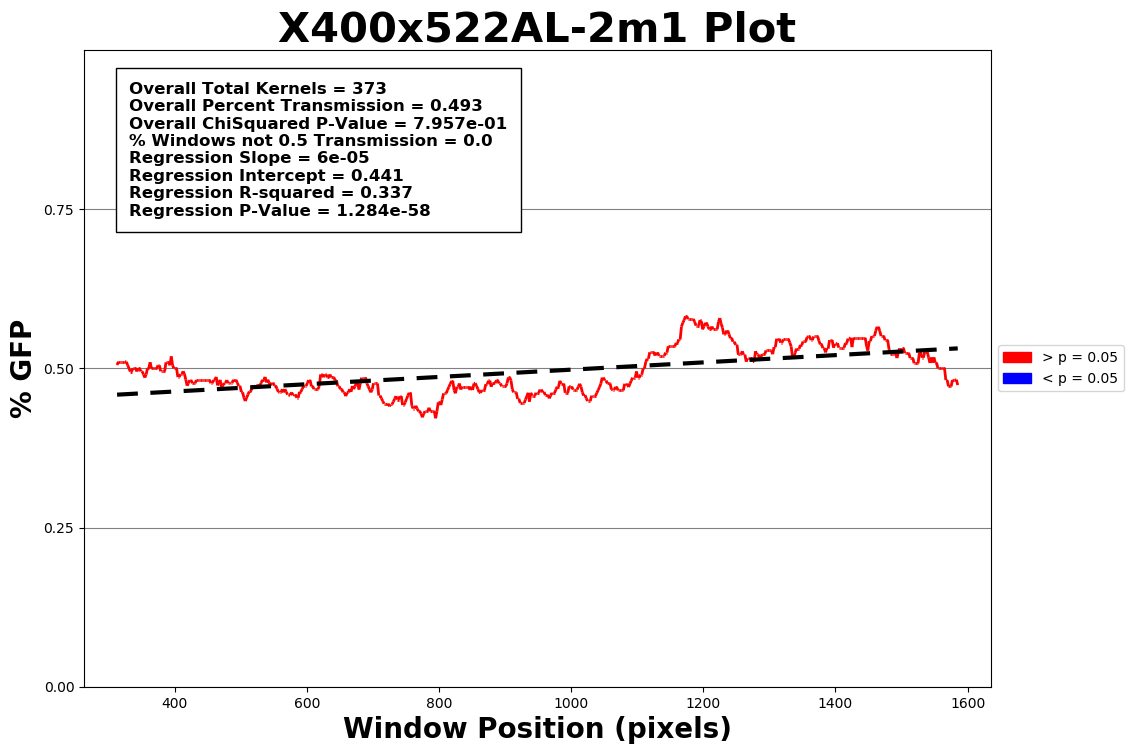 X400x522AL-2m1 Plot
Overall Total Kernels = 373
Overall Percent Transmission = 0.493
Overall ChiSquared P-Value = 7.957e-01
% Windows not 0.5 Transmission = 0.0
Regression Slope = 6e-05
Regression Intercept = 0.441
Regression R-squared = 0.337
Regression P-Value = 1.284e-58
% GFP
0.75
0.50
0.25
0.00
400 600 800 1000 1200 1400 1600
Window Position (pixels)
> p = 0.05
< p = 0.05